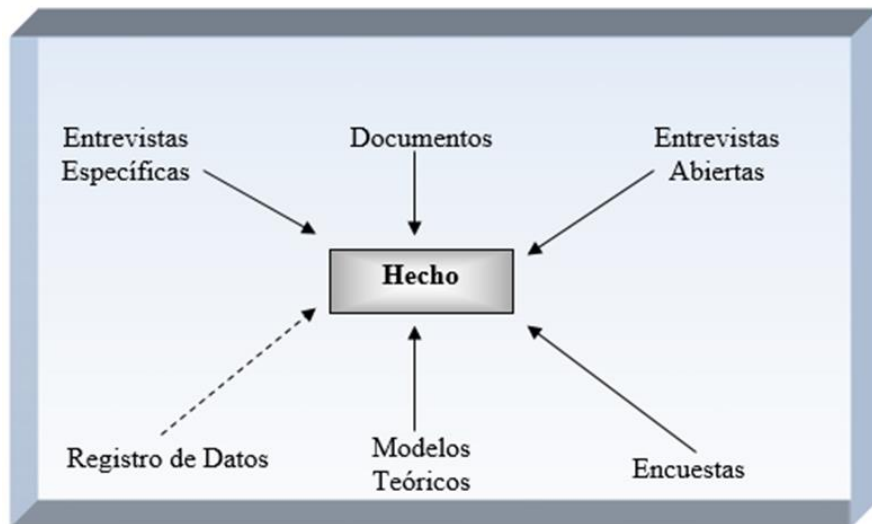 Entrevistas
Específicas
Documentos
Entrevistas
Abiertas
Hecho
Registro de Datos
Modelos
Teóricos
Encuestas